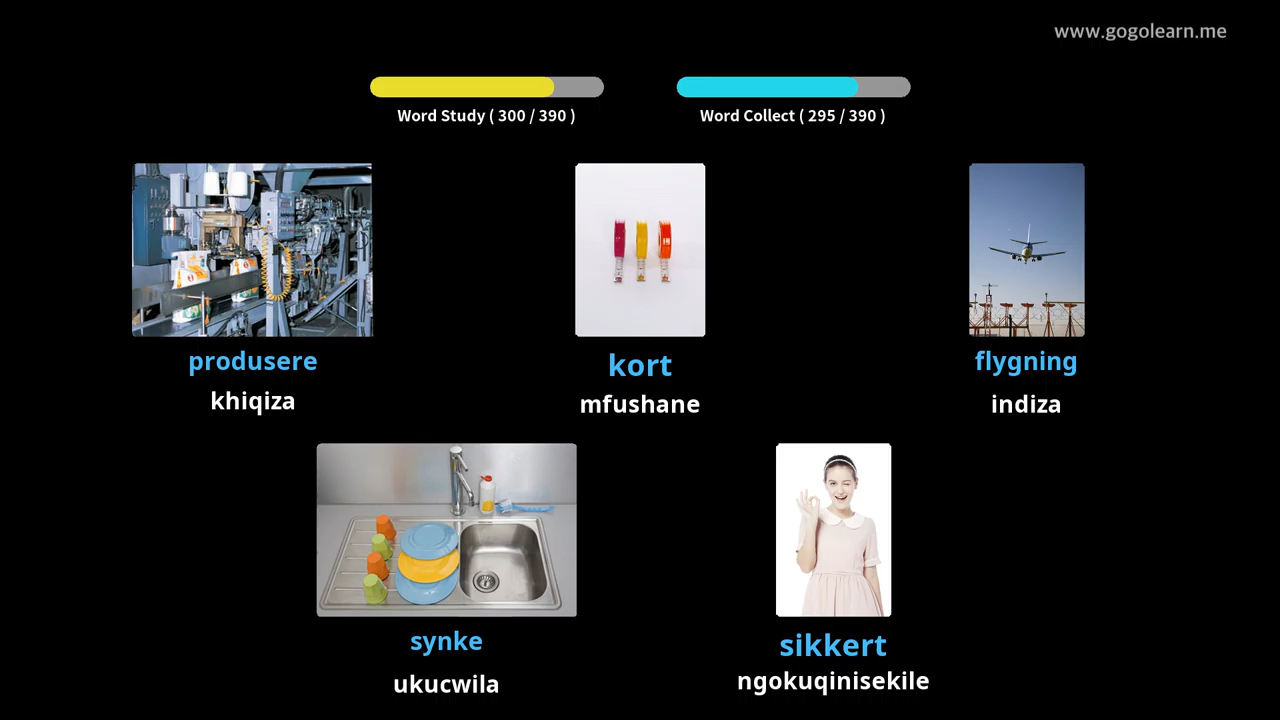 www.gogolearn.me
Word Study ( 300 / 390 )
Word Collect ( 295 / 390 )
produsere
khiqiza
kort
mfushane
flygning
indiza
synke
ukucwila
sikkert
ngokuqinisekile